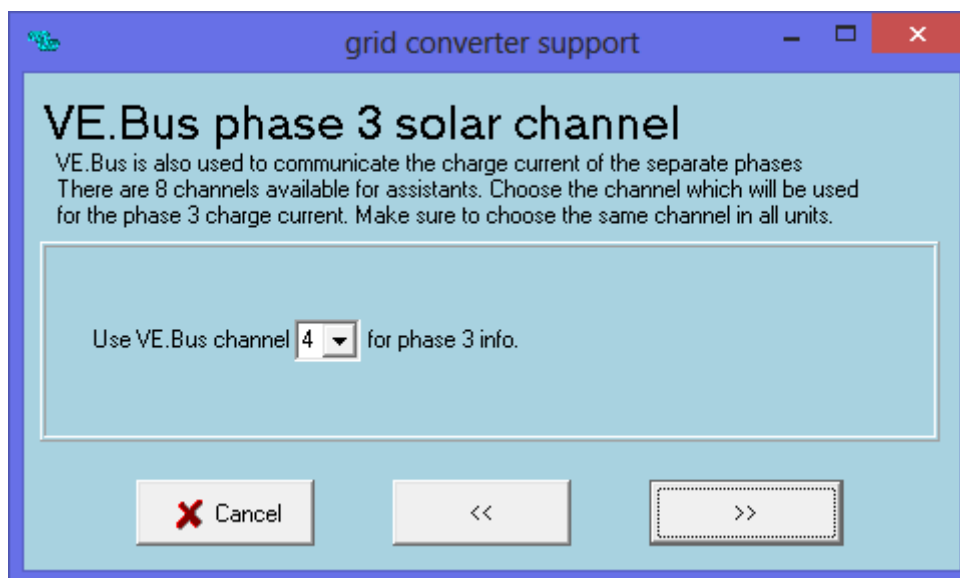 grid converter support
VE.Bus phase 3 solar channel
VE.Bus is also used to communicate the charge current of the separate phases
There are 8 channels available for assistants. Choose the channel which will be used
for the phase 3 charge current. Make sure to choose the same channel in all units.
Use VE.Bus channel 4 for phase 3 info.
Cancel << >>